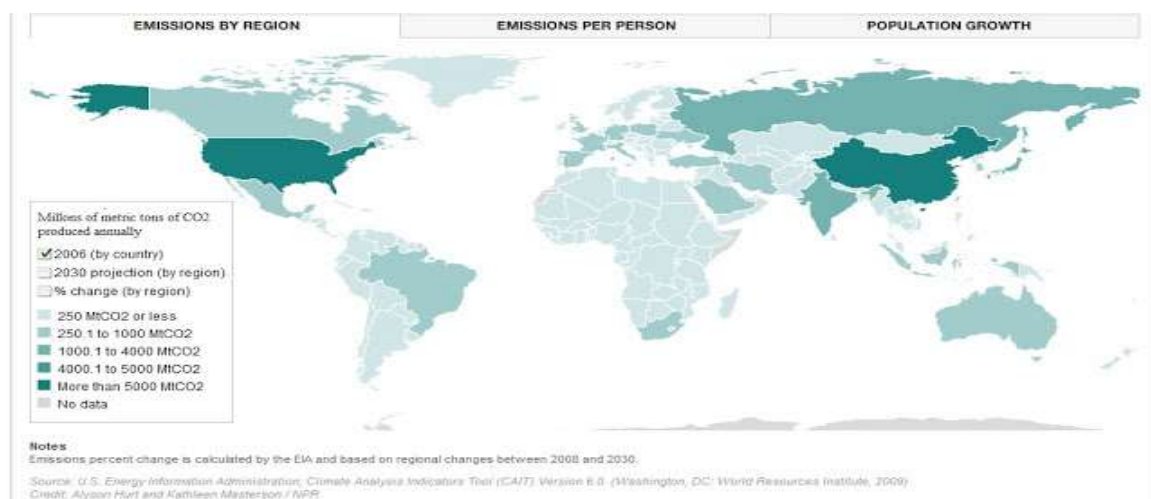 EMISSIONS BY REGION
EMISSIONS PER PERSON
POPULATION GROWTH
Millons of metric tons of CO2
produced annually
2006 (by country)
2030 projection (by region)
% change (by region)
250 MtCO2 or less
250.1 to 1000 MtCO2
1000.1 to 4000 MtCO2
4000.1 to 5000 MtCO2
More than 5000 MtCO2
No data
Notes
Emissions percent change is calculated by the EIA and based on regional changes between 2008 and 2030.
Source: U.S. Energy Information Administration, Climate Analysis Indicators Tool (CAIT) Version 6.0. (Washington, DC: World Resources Institute, 2009)
Credit: Alyson Hurt and Kathleen Masterson / NPR